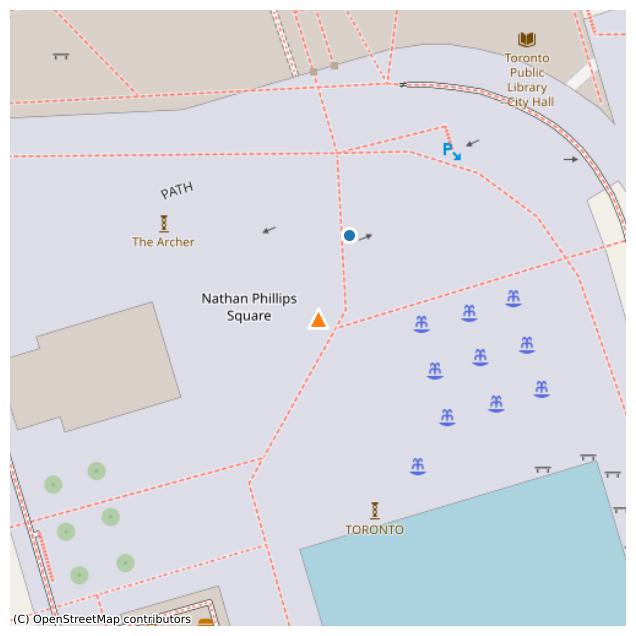 Toronto
Public
Library
City Hall
P
PATH
The Archer
Nathan Phillips
Square
TORONTO
(C) OpenStreetMap contributors